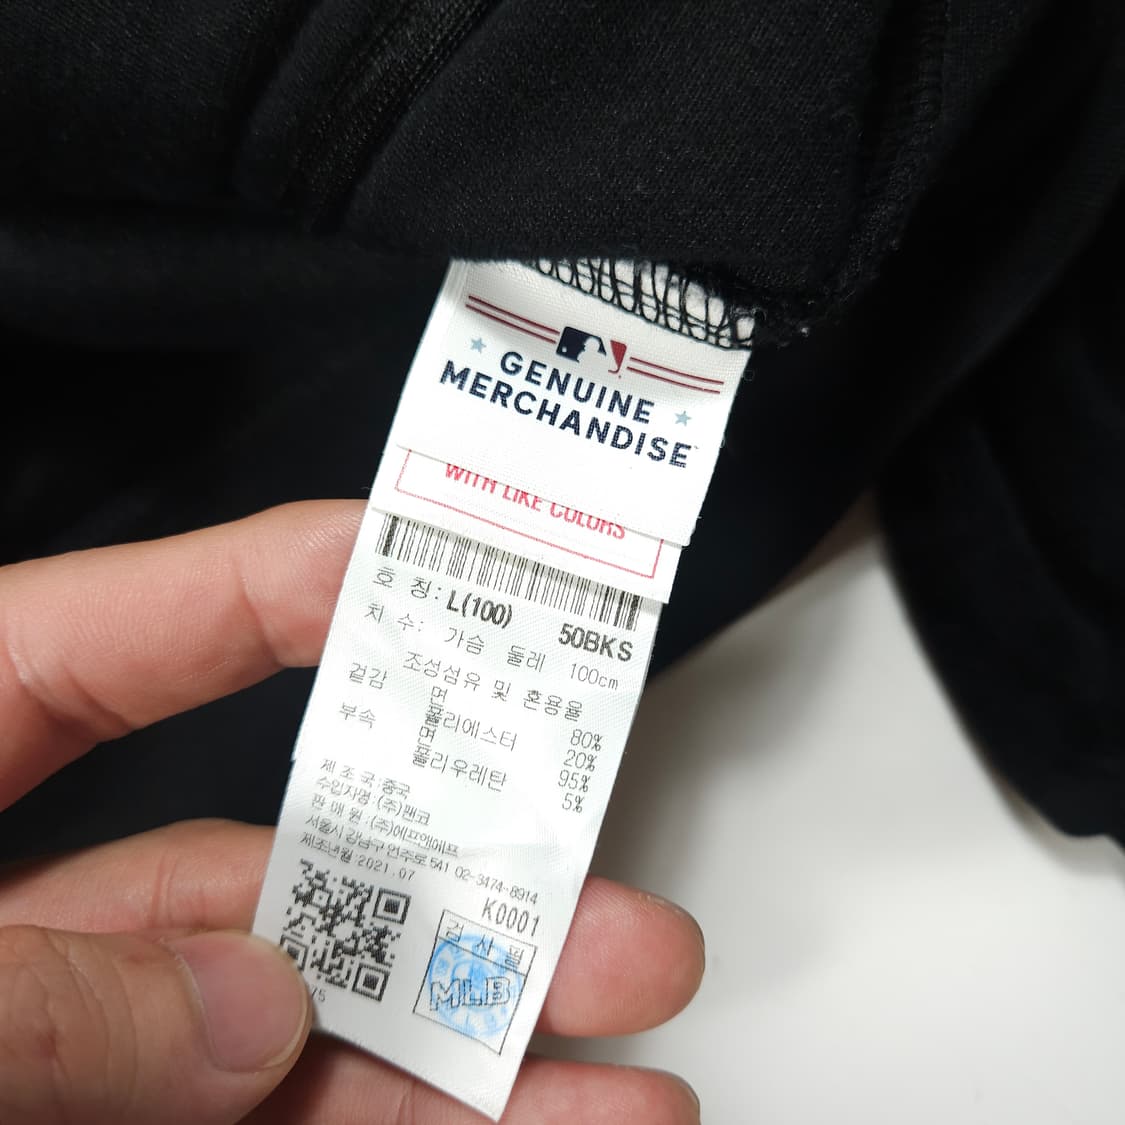 GENUINE
MERCHANDISE
WITH LIKE COLORS
호 칭: L(100) 50BKS
치 수: 가슴 둘레 100cm
조성섬유 및 혼용율
겉감 면 80%
폴리에스터 20%
부속 면 95%
폴리우레탄 5%
제 조 국:중국
수입자명:(주)팬코
판 매 원:(주)에프앤에프
서울시 강남구 언주로 541 02-3474-8914
제조년월 2021.07
K0001
검 사 필
MLB
75